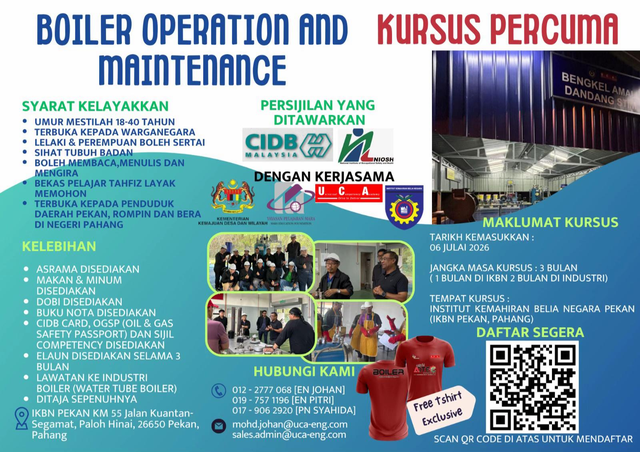 BOILER OPERATION AND
MAINTENANCE
KURSUS PERCUMA
SYARAT KELAYAKKAN
UMUR MESTILAH 18-40 TAHUN
TERBUKA KEPADA WARGANEGARA
LELAKI & PEREMPUAN BOLEH SERTAI
SIHAT TUBUH BADAN
BOLEH MEMBACA,MENULIS DAN
MENGIRA
BEKAS PELAJAR TAHFIZ LAYAK
MEMOHON
TERBUKA KEPADA PENDUDUK
DAERAH PEKAN, ROMPIN DAN BERA
DI NEGERI PAHANG
KELEBIHAN
ASRAMA DISEDIAKAN
MAKAN & MINUM
DISEDIAKAN
DOBI DISEDIAKAN
BUKU NOTA DISEDIAKAN
CIDB CARD, OGSP (OIL & GAS
SAFETY PASSPORT) DAN SIJIL
COMPETENCY DISEDIAKAN
ELAUN DISEDIAKAN SELAMA 3
BULAN
LAWATAN KE INDUSTRI
BOILER (WATER TUBE BOILER)
DITAJA SEPENUHNYA
IKBN PEKAN KM 55 Jalan Kuantan-
Segamat, Paloh Hinai, 26650 Pekan,
Pahang
PERSIJILAN YANG
DITAWARKAN
CIDB
MALAYSIA
NIOSH
DENGAN KERJASAMA
KEMENTERIAN
KEMAJUAN DESA DAN WILAYAH
HUBUNGI KAMI
012 - 2777 068 [EN JOHAN]
019 - 757 1196 [EN PITRI]
017 - 906 2920 [PN SYAHIDA]
mohd.johan@uca-eng.com
sales.admin@uca-eng.com
BENGKEL AMA
DANDANG S
MAKLUMAT KURSUS
TARIKH KEMASUKKAN :
06 JULAI 2026
JANGKA MASA KURSUS : 3 BULAN
( 1 BULAN DI IKBN 2 BULAN DI INDUSTRI)
TEMPAT KURSUS :
INSTITUT KEMAHIRAN BELIA NEGARA PEKAN
(IKBN PEKAN, PAHANG)
DAFTAR SEGERA
BOILER
Free tshirt
Exclusive
SCAN QR CODE DI ATAS UNTUK MENDAFTAR